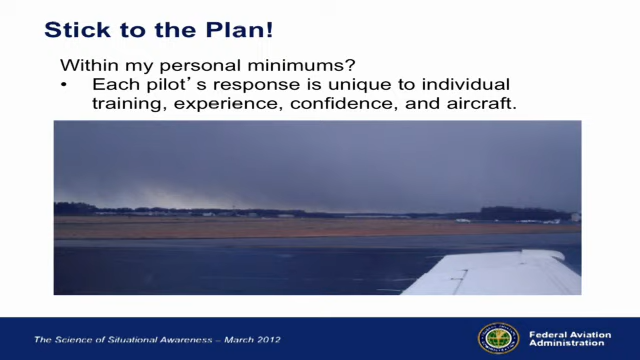 Stick to the Plan!
Within my personal minimums?
• Each pilot's response is unique to individual
training, experience, confidence, and aircraft.
The Science of Situational Awareness – March 2012
Federal Aviation
Administration